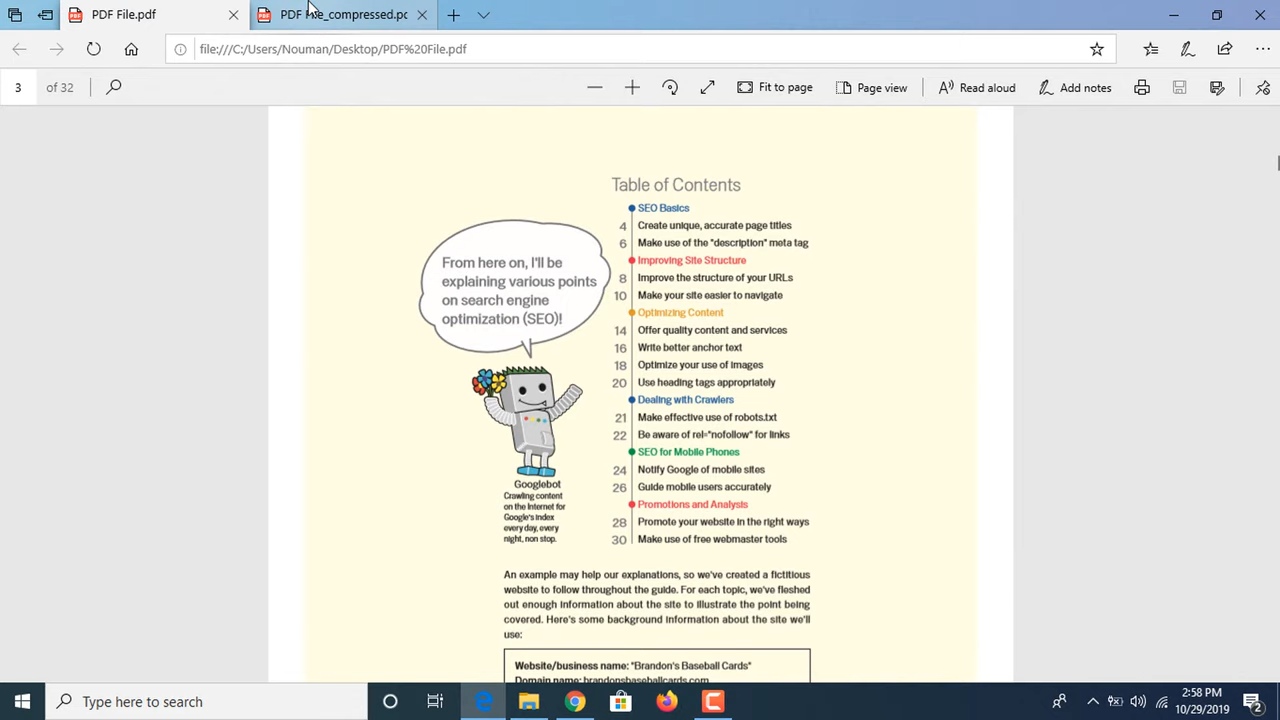 PDF File.pdf
PDF File_compressed.pd
file:///C:/Users/Nouman/Desktop/PDF%20File.pdf
3 of 32
Fit to page
Page view
Read aloud
Add notes
Table of Contents
SEO Basics
4 Create unique, accurate page titles
6 Make use of the "description" meta tag
Improving Site Structure
8 Improve the structure of your URLs
10 Make your site easier to navigate
Optimizing Content
14 Offer quality content and services
16 Write better anchor text
18 Optimize your use of images
20 Use heading tags appropriately
Dealing with Crawlers
21 Make effective use of robots.txt
22 Be aware of rel="nofollow" for links
SEO for Mobile Phones
24 Notify Google of mobile sites
26 Guide mobile users accurately
Promotions and Analysis
28 Promote your website in the right ways
30 Make use of free webmaster tools
From here on, I'll be
explaining various points
on search engine
optimization (SEO)!
Googlebot
Crawling content
on the Internet for
Google's index
every day, every
night, non stop.
An example may help our explanations, so we've created a fictitious
website to follow throughout the guide. For each topic, we've fleshed
out enough information about the site to illustrate the point being
covered. Here's some background information about the site we'll
use:
Website/business name: "Brandon's Baseball Cards"
Domain name: brandonsbaseballcards.com
Type here to search
2:58 PM
10/29/2019
2